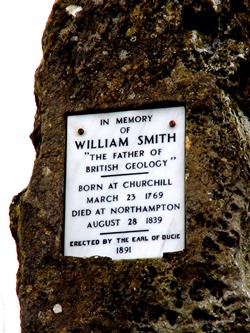 IN MEMORY
OF
WILLIAM SMITH
"THE FATHER OF
BRITISH GEOLOGY"
BORN AT CHURCHILL
MARCH 23 1769
DIED AT NORTHAMPTON
AUGUST 28 1839
ERECTED BY THE EARL OF DUCIE
1891